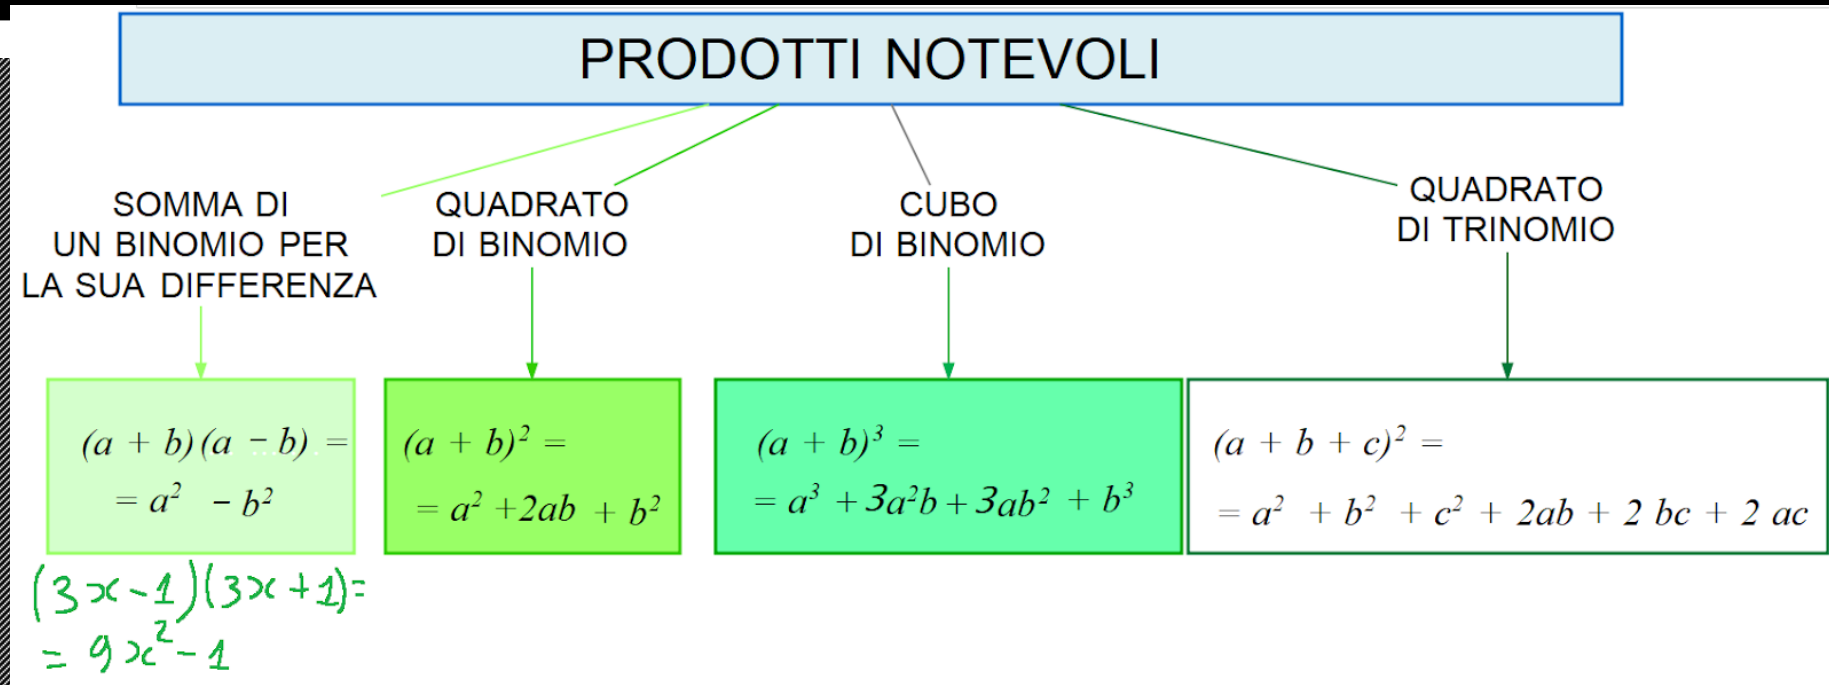 PRODOTTI NOTEVOLI
SOMMA DI
UN BINOMIO PER
LA SUA DIFFERENZA
(a + b)(a − b) =
= a² − b²
(3x-1)(3x+1)=
= 9x²-1
QUADRATO
DI BINOMIO
(a + b)² =
= a² +2ab + b²
CUBO
DI BINOMIO
(a + b)³ =
= a³ +3a²b+3ab² + b³
QUADRATO
DI TRINOMIO
(a + b + c)² =
= a² + b² + c² + 2ab + 2 bc + 2 ac